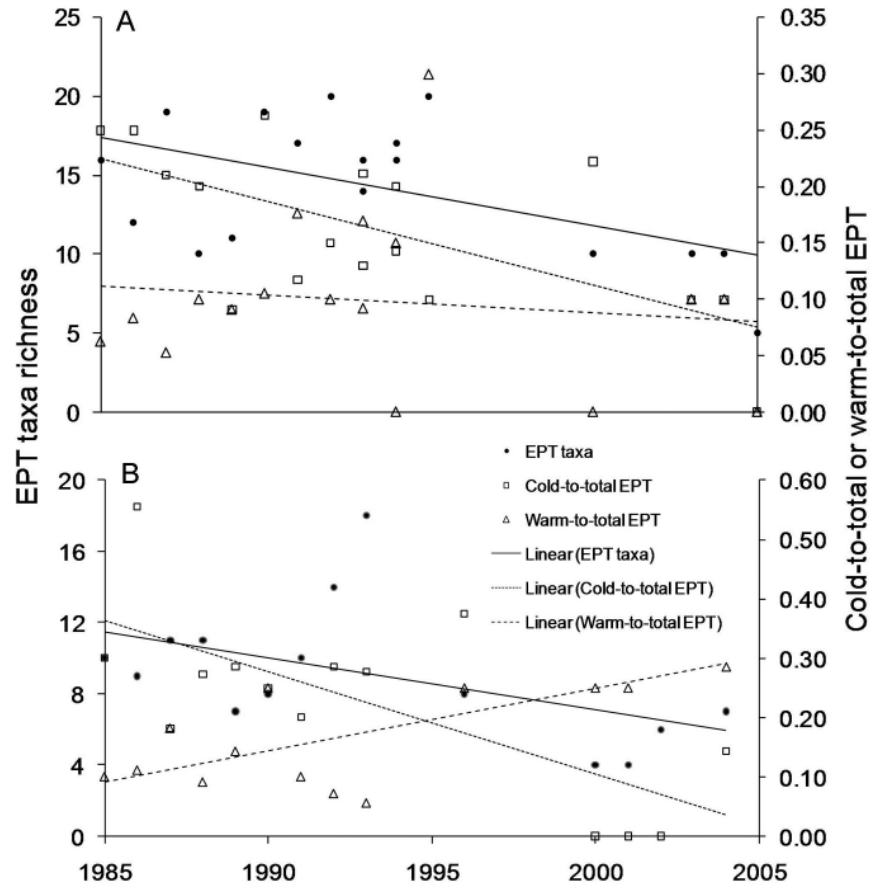 A
25
20
15
10
5
0
0.35
0.30
0.25
0.20
0.15
0.10
0.05
0.00
EPT taxa richness
Cold-to-total or warm-to-total EPT
B
20
16
12
8
4
0
0.60
0.50
0.40
0.30
0.20
0.10
0.00
EPT taxa
Cold-to-total EPT
Warm-to-total EPT
Linear (EPT taxa)
Linear (Cold-to-total EPT)
Linear (Warm-to-total EPT)
1985 1990 1995 2000 2005